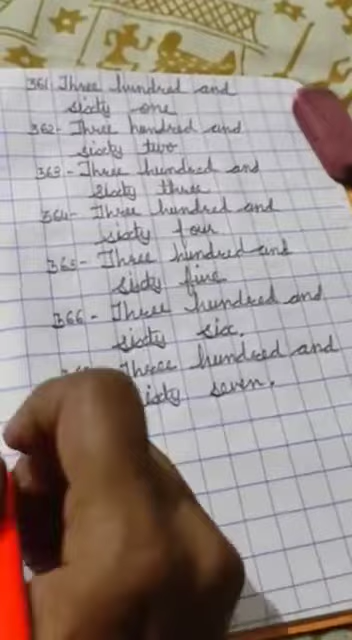 361- Three hundred and
sixty one
362- Three hundred and
sixty two
363- Three hundred and
sixty three
364- Three hundred and
sixty four
365- Three hundred and
sixty five
366- Three hundred and
sixty six.
Three hundred and
sixty seven.